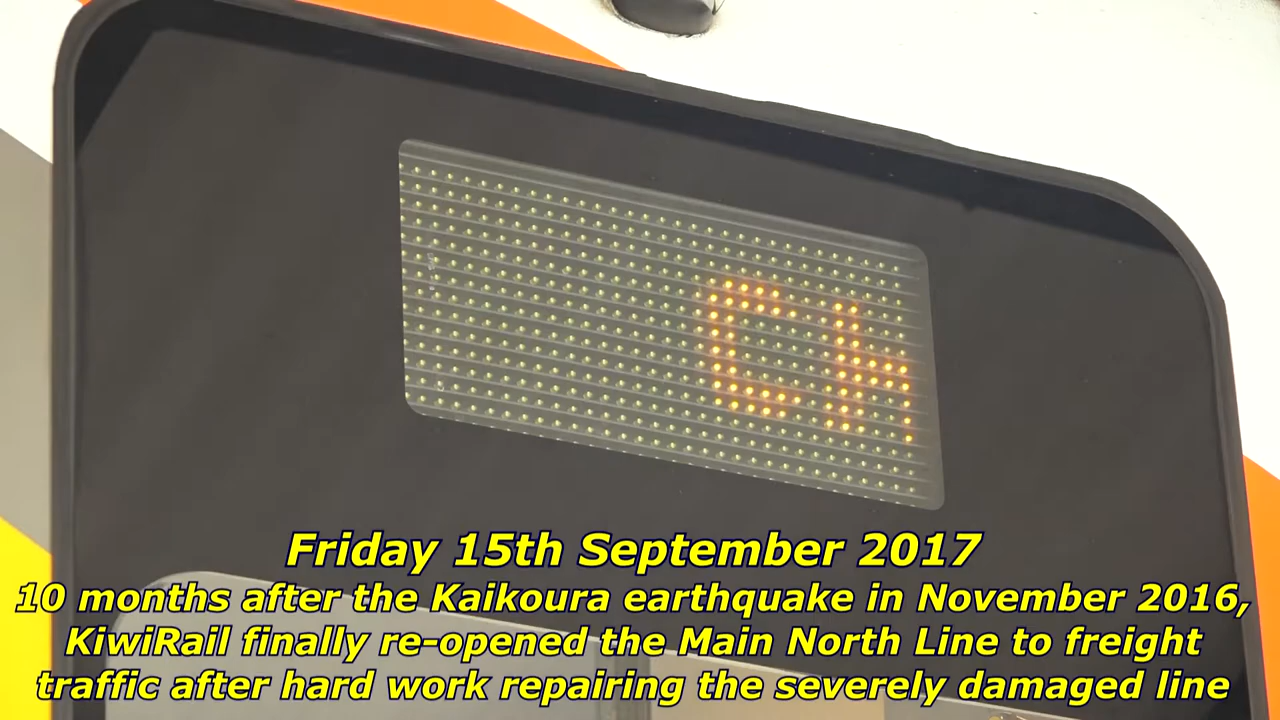 Ch
Friday 15th September 2017
10 months after the Kaikoura earthquake in November 2016,
KiwiRail finally re-opened the Main North Line to freight
traffic after hard work repairing the severely damaged line